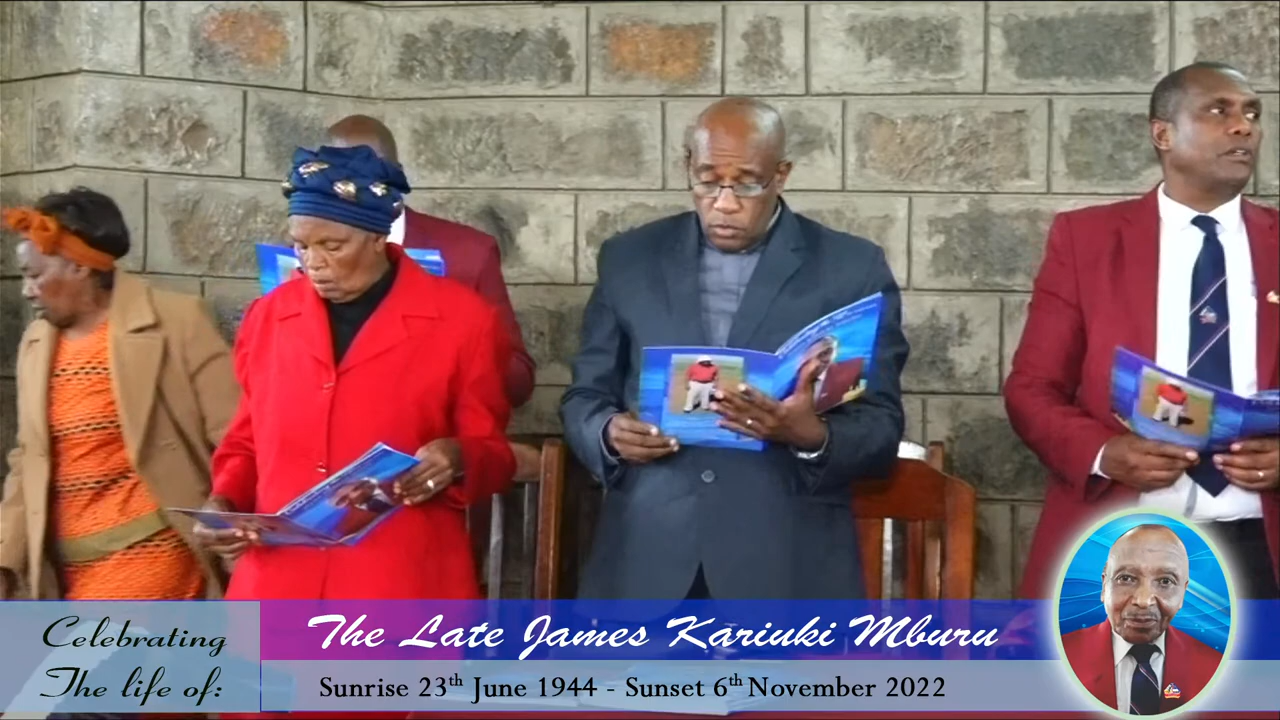 Celebrating
The life of:
The Late James Kariuki Mburu
Sunrise 23th June 1944 - Sunset 6th November 2022